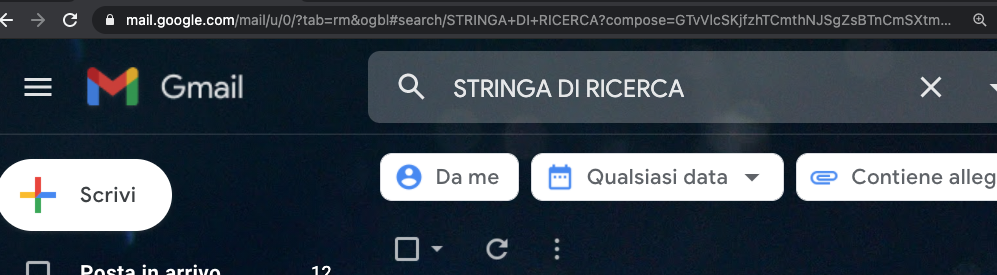 mail.google.com/mail/u/0/?tab=rm&ogbl#search/STRINGA+DI+RICERCA?compose=GTvVlcSKjfzhTCmthNJSgZsBTnCmSXtm...
Gmail
STRINGA DI RICERCA
Scrivi
Da me
Qualsiasi data
Contiene alleg
Posta in arrivo 12